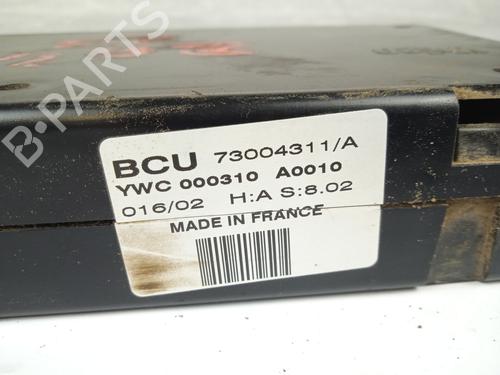 B-PARTS
BCU 73004311/A
YWC 000310 A0010
016/02 H:A S:8.02
MADE IN FRANCE